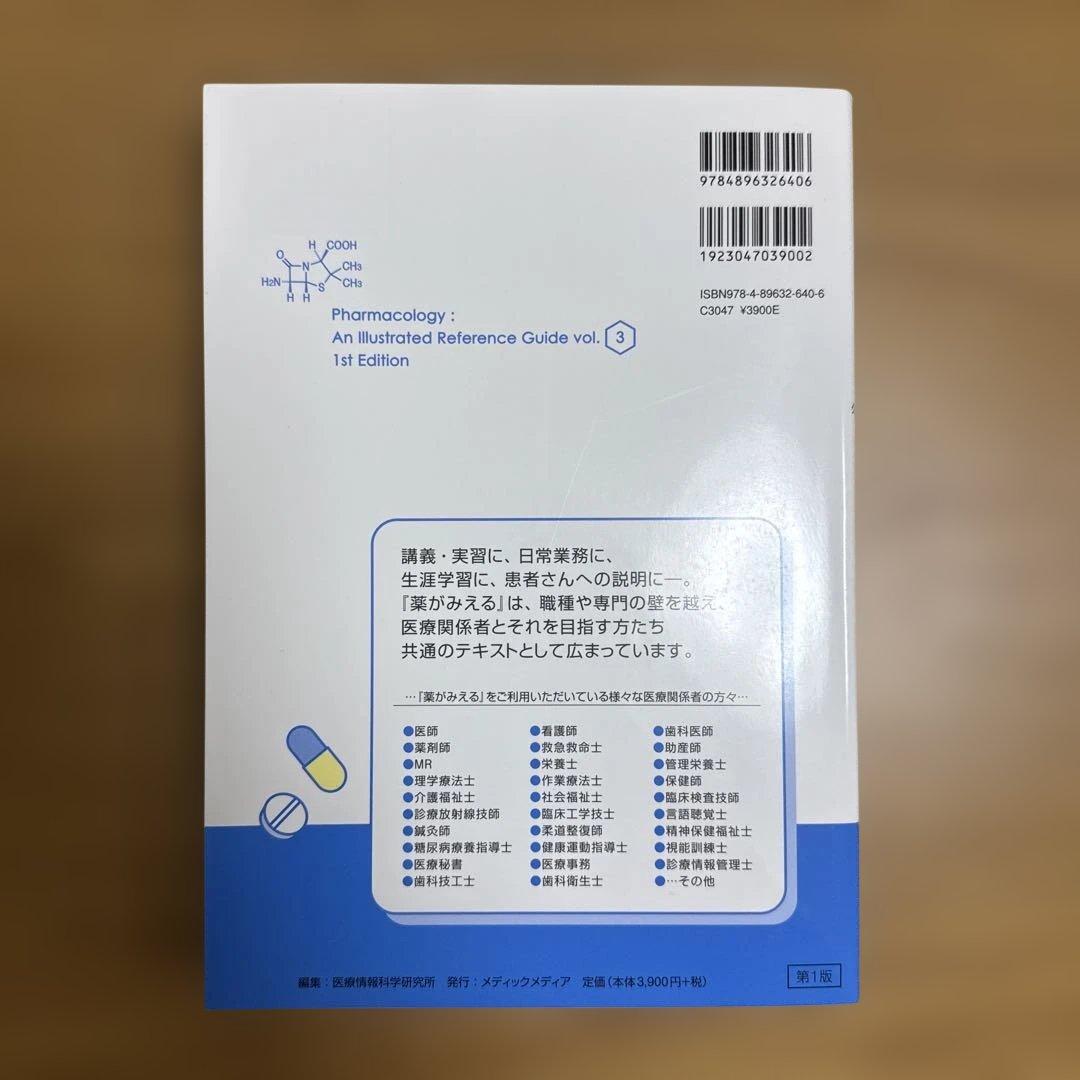 9784896326406
1923047039002
ISBN978-4-89632-640-6
C3047 ¥3900E
H COOH
O N CH3
H2N S CH3
H H
Pharmacology :
An Illustrated Reference Guide vol. 3
1st Edition
講義・実習に、日常業務に、
生涯学習に、患者さんへの説明に―。
『薬がみえる』は、職種や専門の壁を越え、
医療関係者とそれを目指す方たち
共通のテキストとして広まっています。
…『薬がみえる』をご利用いただいている様々な医療関係者の方々…
●医師 ●看護師 ●歯科医師
●薬剤師 ●救急救命士 ●助産師
●MR ●栄養士 ●管理栄養士
●理学療法士 ●作業療法士 ●保健師
●介護福祉士 ●社会福祉士 ●臨床検査技師
●診療放射線技師 ●臨床工学技士 ●言語聴覚士
●鍼灸師 ●柔道整復師 ●精神保健福祉士
●糖尿病療養指導士 ●健康運動指導士 ●視能訓練士
●医療秘書 ●医療事務 ●診療情報管理士
●歯科技工士 ●歯科衛生士 ●…その他
編集：医療情報科学研究所 発行：メディックメディア 定価（本体3,900円+税）
第1版